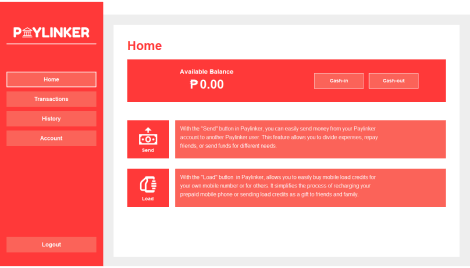 PAYLINKER
Home
Transactions
History
Account
Logout
Home
Available Balance
₱0.00
Cash-in
Cash-out
Send
With the "Send" button in Paylinker, you can easily send money from your Paylinker
account to another Paylinker user. This feature allows you to divide expenses, repay
friends, or send funds for different needs.
Load
With the "Load" button, in Paylinker, allows you to easily buy mobile load credits for
your own mobile number or for others. It simplifies the process of recharging your
prepaid mobile phone or sending load credits as a gift to friends and family.